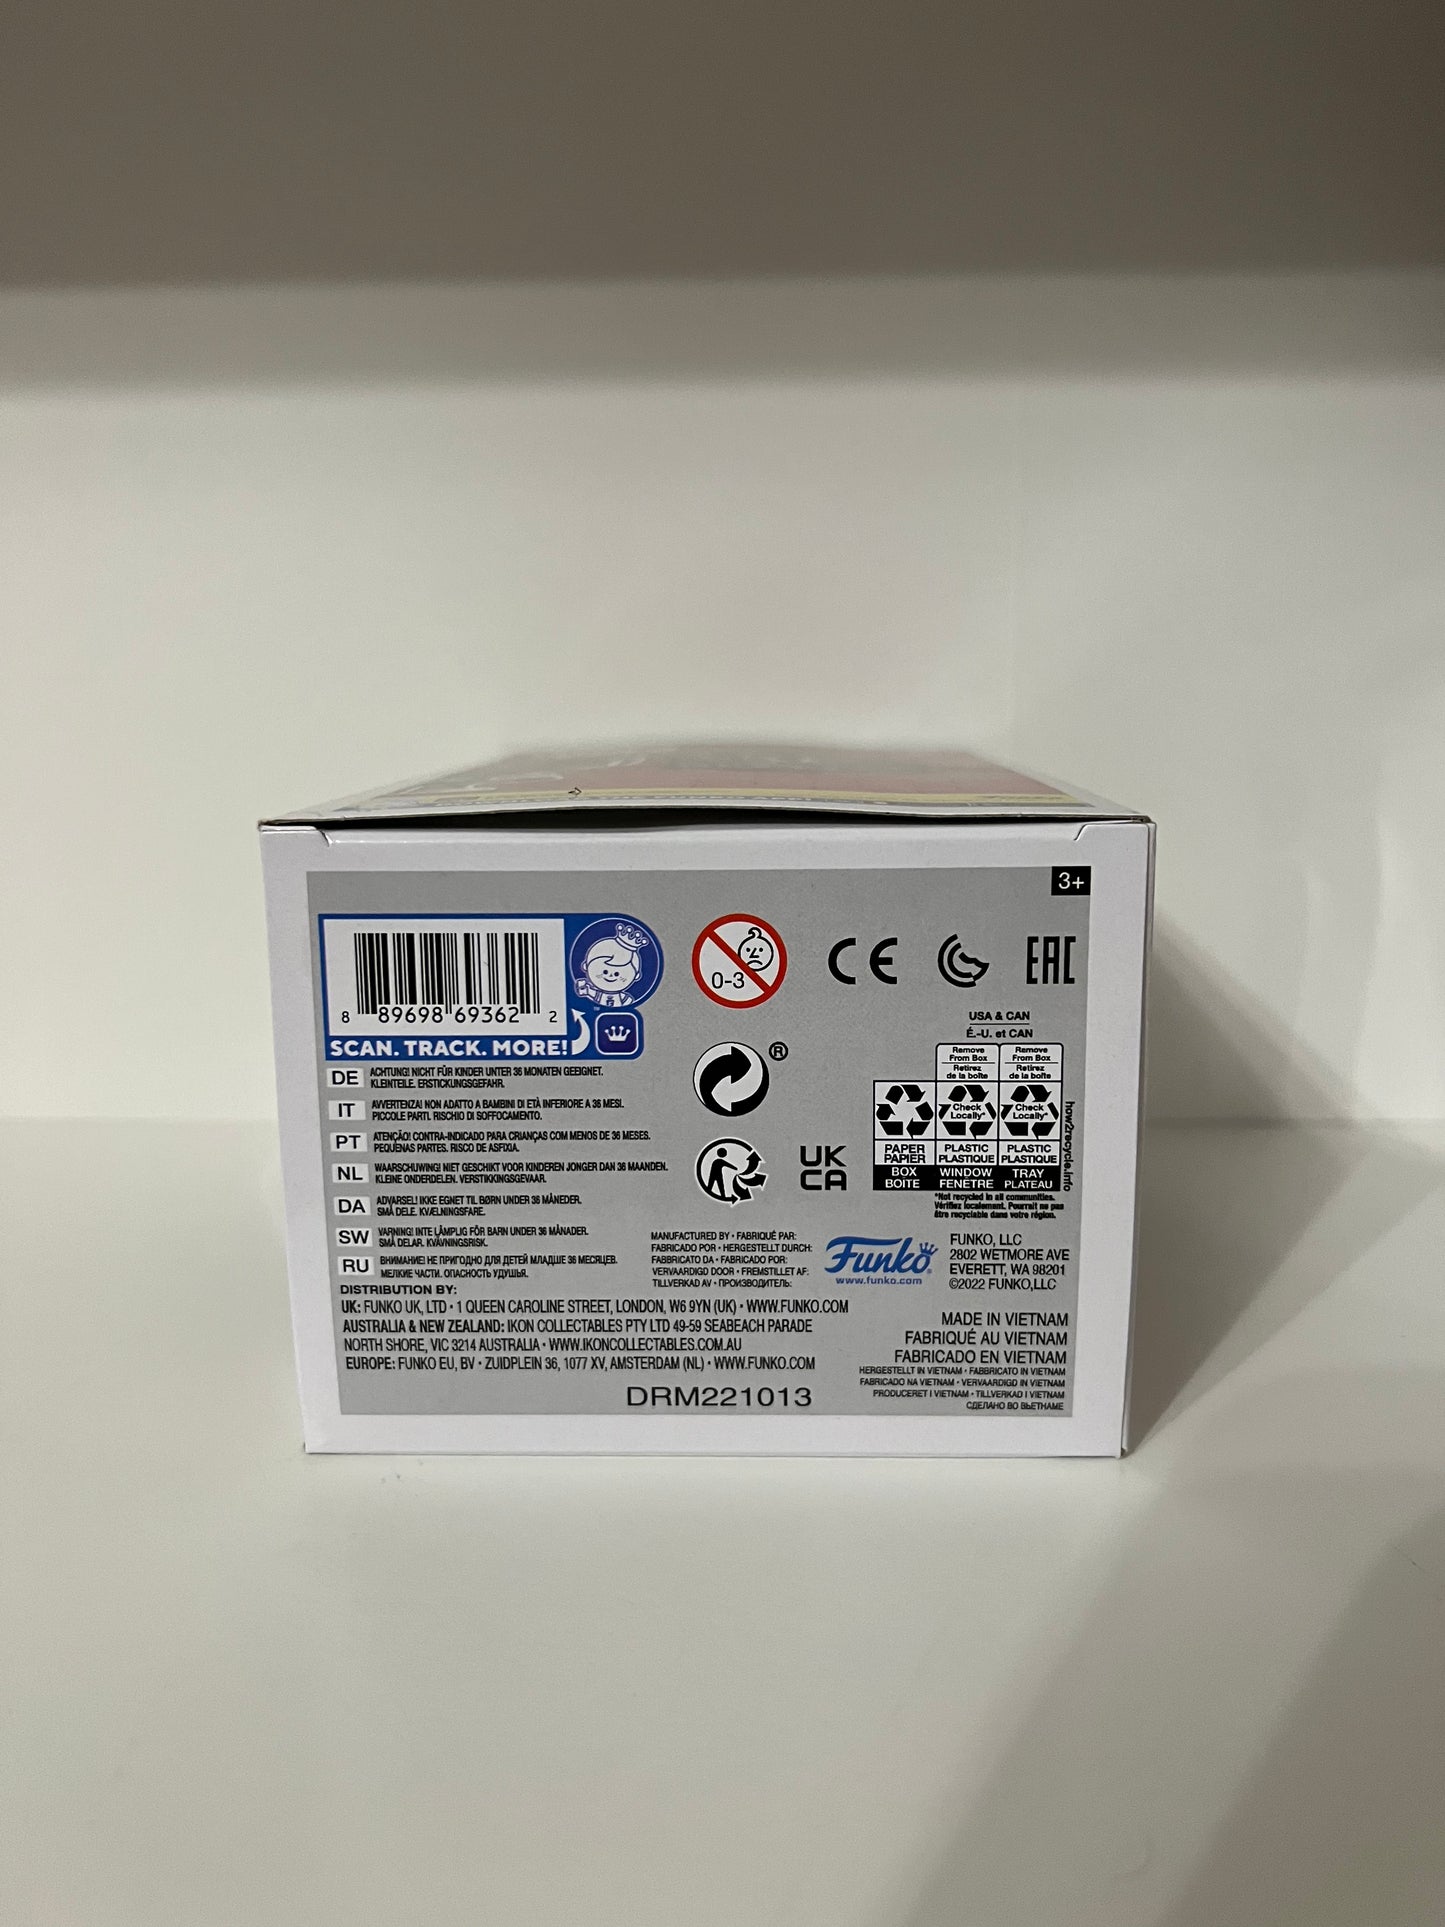 3+
8 89698 69362 2
SCAN. TRACK. MORE!
0-3
CE
EAC
DE ACHTUNG! NICHT FÜR KINDER UNTER 36 MONATEN GEEIGNET.
KLEINTEILE. ERSTICKUNGSGEFAHR.
IT AVVERTENZA! NON ADATTO A BAMBINI DI ETÀ INFERIORE A 36 MESI.
PICCOLE PARTI. RISCHIO DI SOFFOCAMENTO.
PT ATENÇÃO! CONTRA-INDICADO PARA CRIANÇAS COM MENOS DE 36 MESES.
PEQUENAS PARTES. RISCO DE ASFIXIA.
NL WAARSCHUWING! NIET GESCHIKT VOOR KINDEREN JONGER DAN 36 MAANDEN.
KLEINE ONDERDELEN. VERSTIKKINGSGEVAAR.
DA ADVARSEL! IKKE EGNET TIL BØRN UNDER 36 MÅNEDER.
SMÅ DELE. KVÆLNINGSFARE.
SW VARNING! INTE LÄMPLIG FÖR BARN UNDER 36 MÅNADER.
SMÅ DELAR. KVÄVNINGSRISK.
RU ВНИМАНИЕ! НЕ ПРИГОДНО ДЛЯ ДЕТЕЙ МЛАДШЕ 36 МЕСЯЦЕВ.
МЕЛКИЕ ЧАСТИ. ОПАСНОСТЬ УДУШЬЯ.
®
UK
CA
USA & CAN
É.-U. et CAN
Remove From Box
Retirez de la boîte
Remove From Box
Retirez de la boîte
Check Locally*
Check Locally*
PAPER PAPIER
PLASTIC PLASTIQUE
PLASTIC PLASTIQUE
BOX BOÎTE
WINDOW FENÊTRE
TRAY PLATEAU
how2recycle.info
*Not recycled in all communities.
Vérifiez localement. Pourrait ne pas
être recyclable dans votre région.
MANUFACTURED BY • FABRIQUÉ PAR:
FABRICADO POR • HERGESTELLT DURCH:
FABBRICATO DA • FABRICADO POR:
VERVAARDIGD DOOR • FREMSTILLET AF:
TILLVERKAD AV • ПРОИЗВОДИТЕЛЬ:
Funko®
www.funko.com
FUNKO, LLC
2802 WETMORE AVE
EVERETT, WA 98201
©2022 FUNKO,LLC
DISTRIBUTION BY:
UK: FUNKO UK, LTD • 1 QUEEN CAROLINE STREET, LONDON, W6 9YN (UK) • WWW.FUNKO.COM
AUSTRALIA & NEW ZEALAND: IKON COLLECTABLES PTY LTD 49-59 SEABEACH PARADE
NORTH SHORE, VIC 3214 AUSTRALIA • WWW.IKONCOLLECTABLES.COM.AU
EUROPE: FUNKO EU, BV • ZUIDPLEIN 36, 1077 XV, AMSTERDAM (NL) • WWW.FUNKO.COM
MADE IN VIETNAM
FABRIQUÉ AU VIETNAM
FABRICADO EN VIETNAM
HERGESTELLT IN VIETNAM • FABBRICATO IN VIETNAM
FABRICADO NA VIETNAM • VERVAARDIGD IN VIETNAM
PRODUCERET I VIETNAM • TILLVERKAD I VIETNAM
СДЕЛАНО ВО ВЬЕТНАМЕ
DRM221013